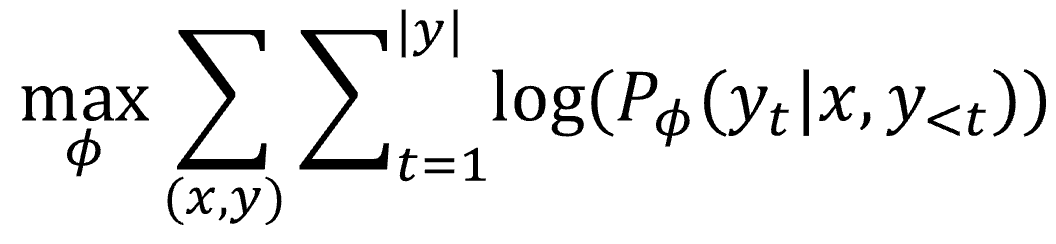 max_ϕ ∑_(x,y) ∑_{t=1}^{|y|} log(P_ϕ(y_t|x, y_{<t}))